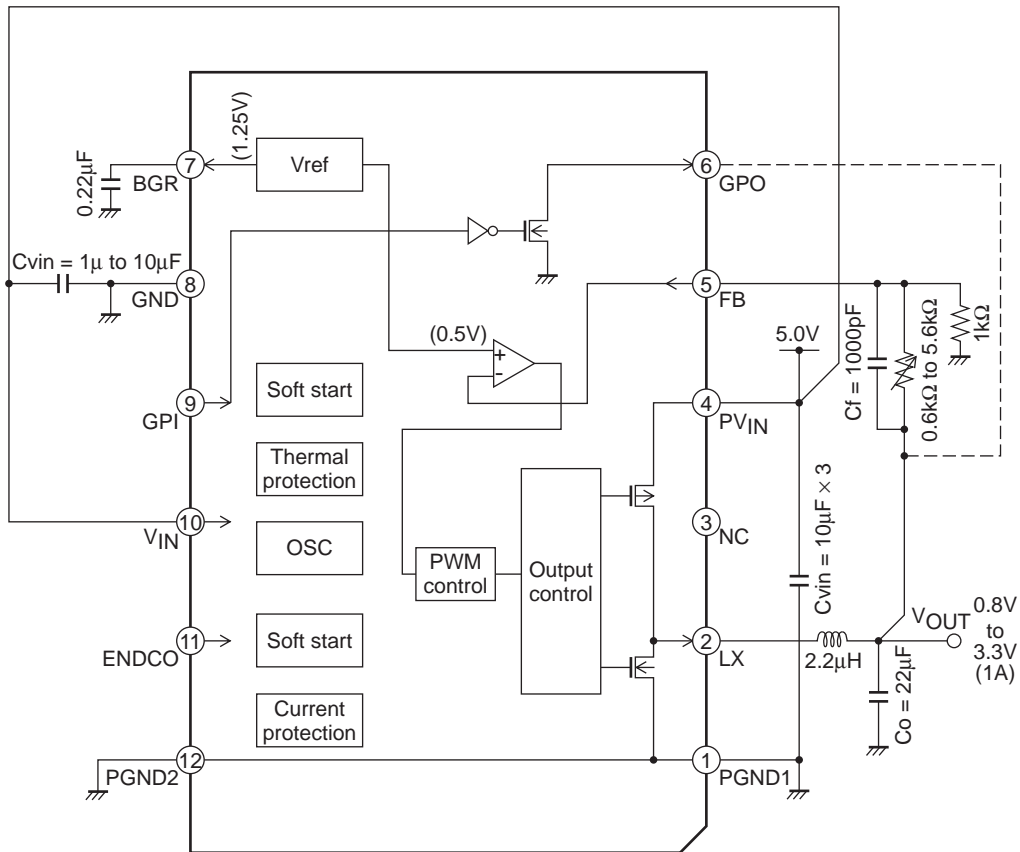 (1.25V)
Vref
7
BGR
0.22µF
6
GPO
Cvin = 1µ to 10µF
8
GND
5
FB
(0.5V)
+
-
5.0V
Cf = 1000pF
0.6kΩ to 5.6kΩ
1kΩ
9
GPI
Soft start
4
PVIN
Thermal
protection
10
VIN
OSC
3
NC
PWM
control
Output
control
Cvin = 10µF × 3
11
ENDCO
Soft start
2
LX
2.2µH
VOUT
0.8V
to
3.3V
(1A)
Co = 22µF
Current
protection
12
PGND2
1
PGND1